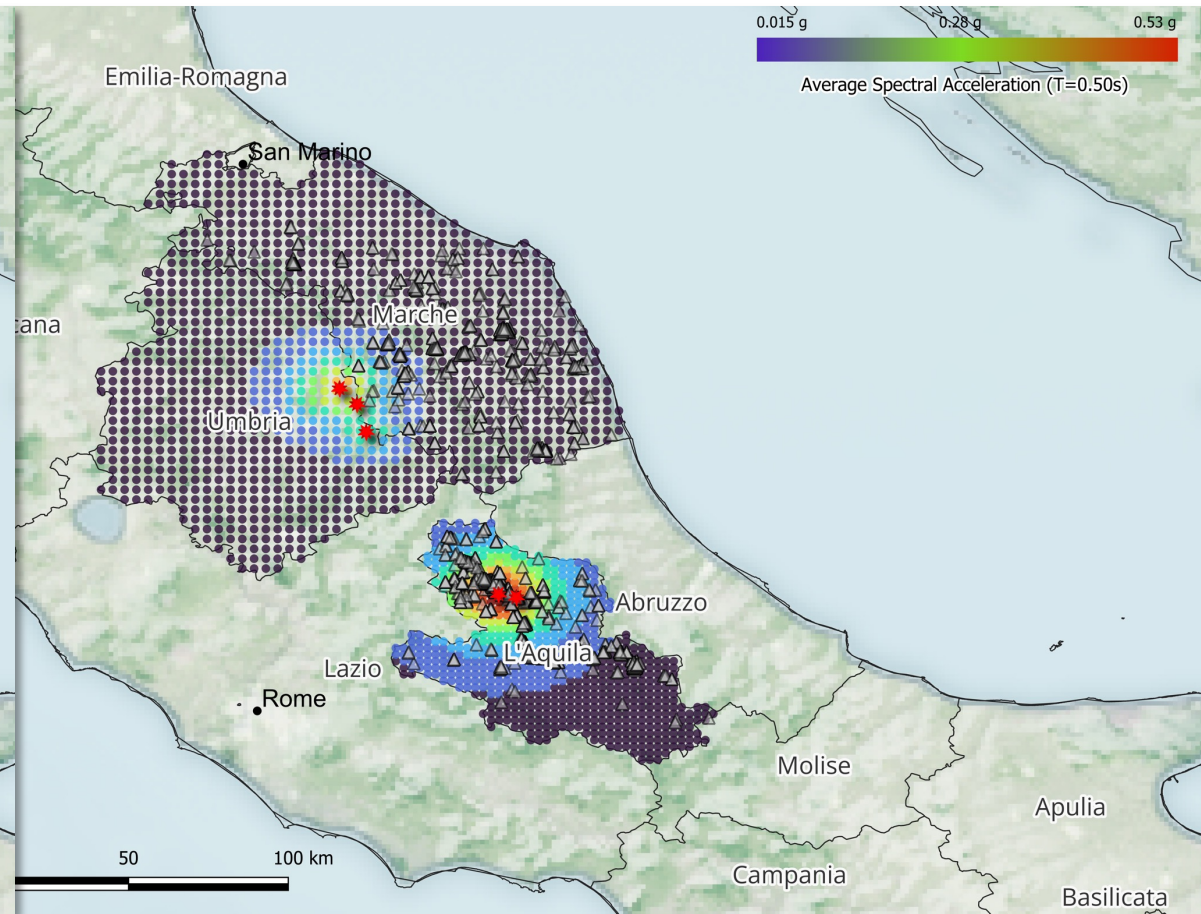 0.015 g 0.28 g 0.53 g
Average Spectral Acceleration (T=0.50s)
Emilia-Romagna
San Marino
Marche
cana
Umbria
Abruzzo
L'Aquila
Lazio
Rome
Molise
Apulia
50 100 km
Campania
Basilicata